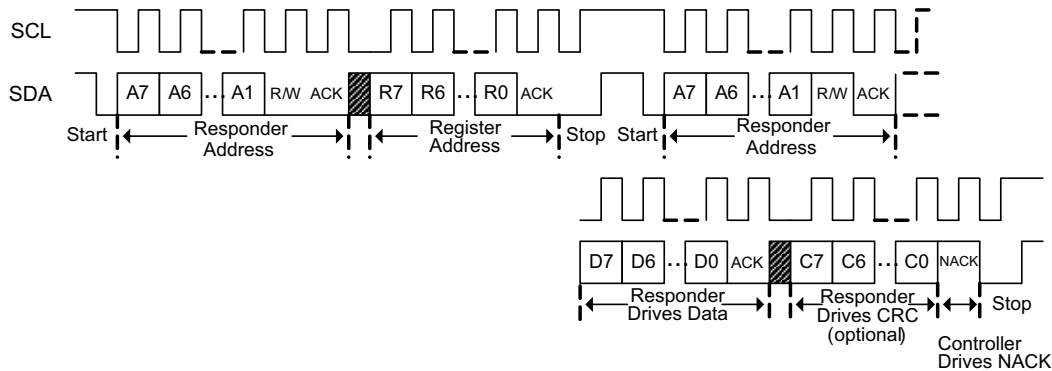 SCL
SDA A7 A6 ... A1 R/W ACK R7 R6 ... R0 ACK A7 A6 ... A1 R/W ACK
Start Responder Address Register Address Stop Start Responder Address
D7 D6 ... D0 ACK C7 C6 ... C0 NACK
Responder Drives Data Responder Drives CRC (optional) Stop
Controller Drives NACK